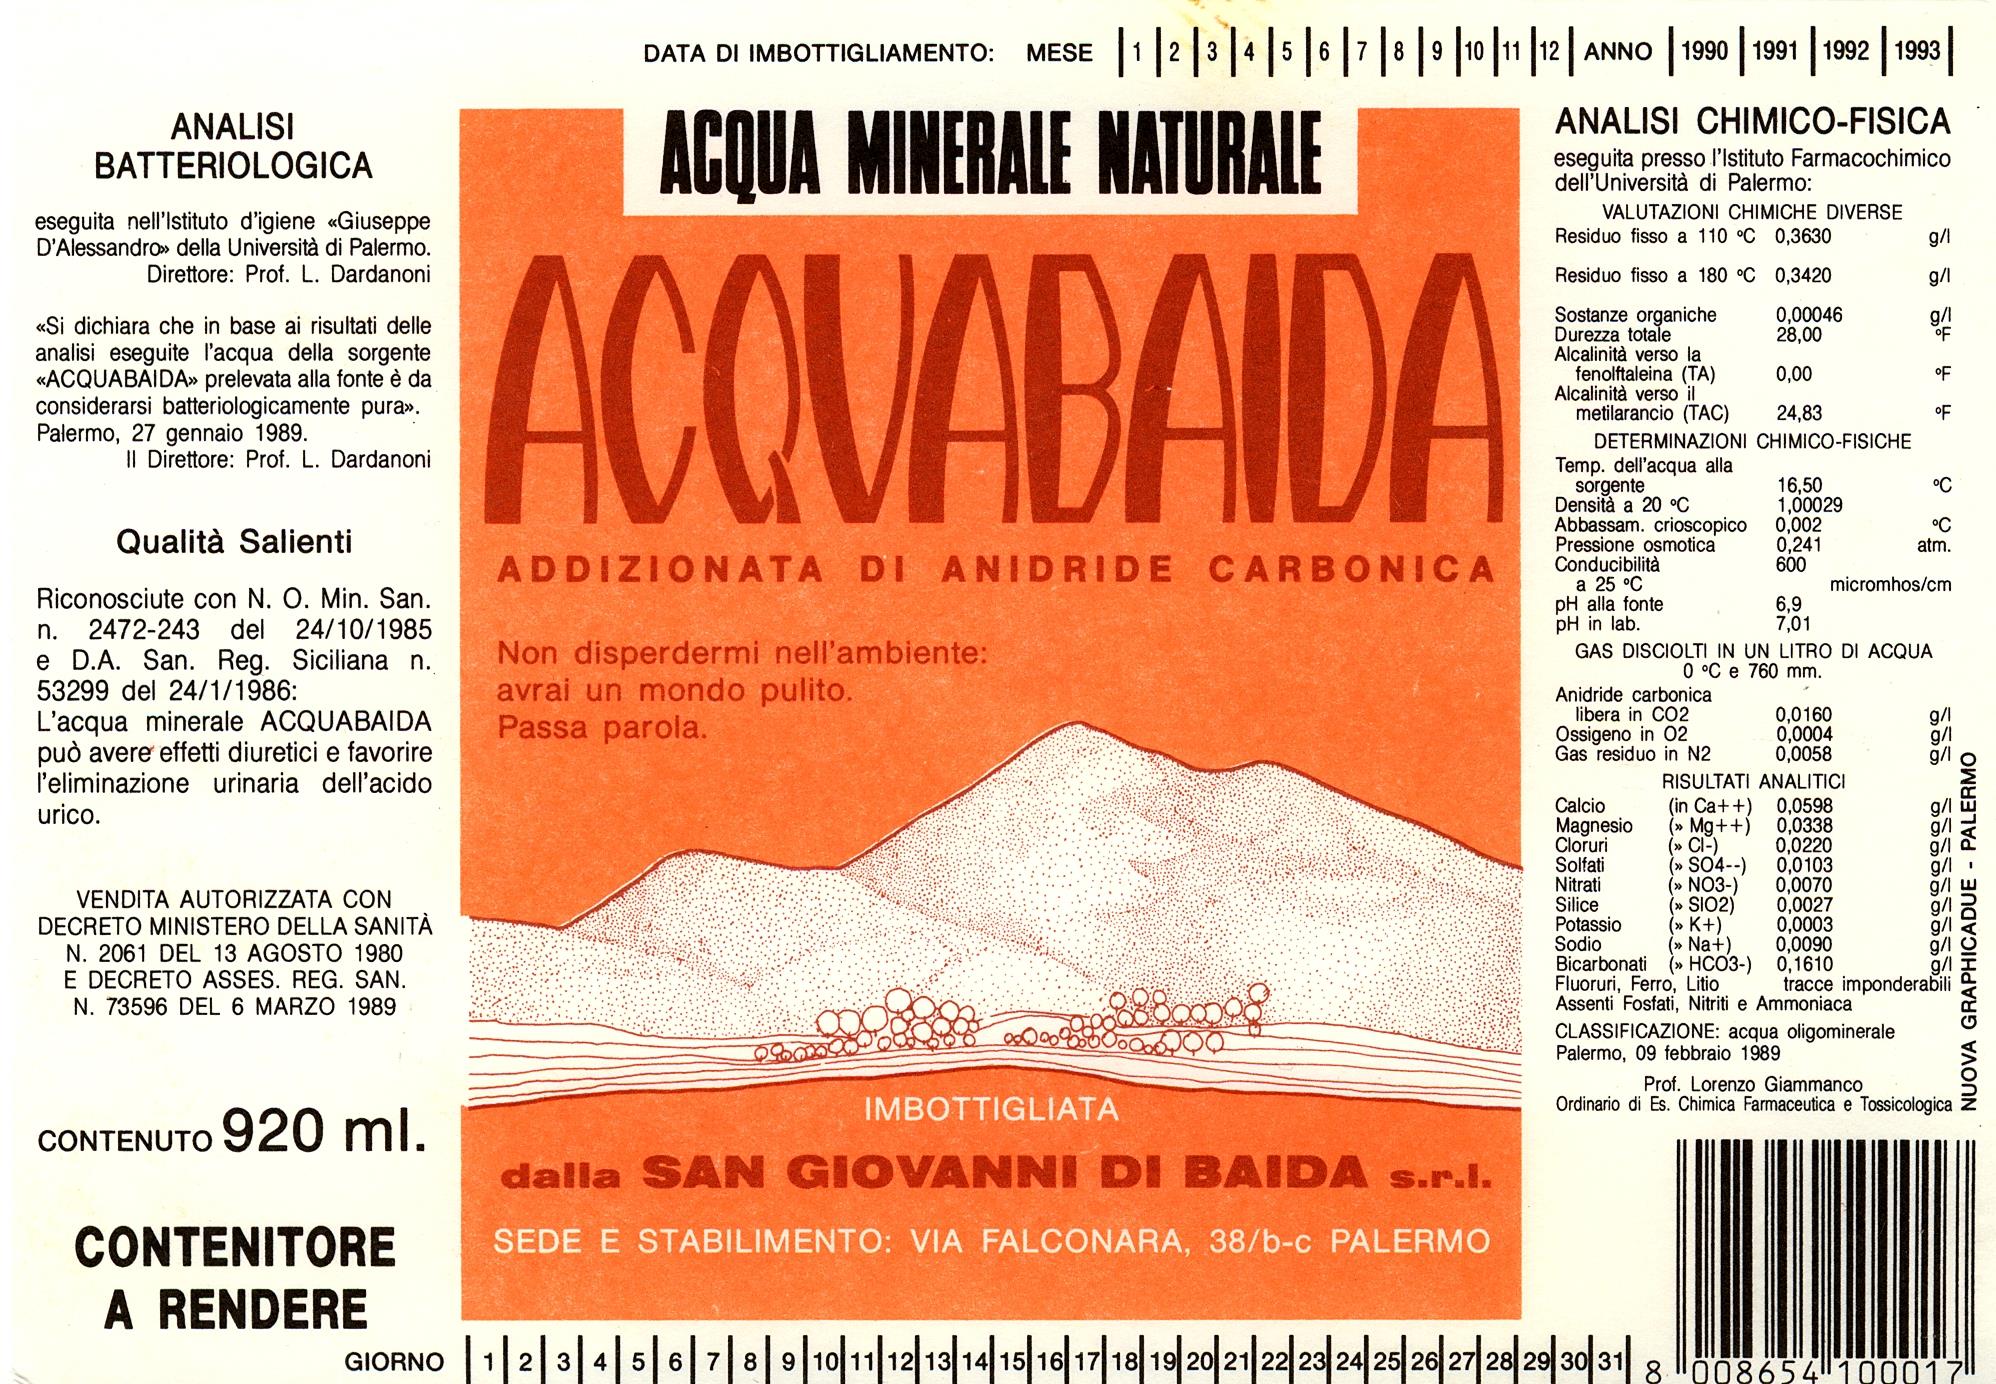 DATA DI IMBOTTIGLIAMENTO: MESE 1 2 3 4 5 6 7 8 9 10 11 12 ANNO 1990 1991 1992 1993
ANALISI
BATTERIOLOGICA
eseguita nell'Istituto d'igiene «Giuseppe
D'Alessandro» della Università di Palermo.
Direttore: Prof. L. Dardanoni
«Si dichiara che in base ai risultati delle
analisi eseguite l'acqua della sorgente
«ACQUABAIDA» prelevata alla fonte è da
considerarsi batteriologicamente pura».
Palermo, 27 gennaio 1989.
Il Direttore: Prof. L. Dardanoni
Qualità Salienti
Riconosciute con N. O. Min. San.
n. 2472-243 del 24/10/1985
e D.A. San. Reg. Siciliana n.
53299 del 24/1/1986:
L'acqua minerale ACQUABAIDA
può avere effetti diuretici e favorire
l'eliminazione urinaria dell'acido
urico.
VENDITA AUTORIZZATA CON
DECRETO MINISTERO DELLA SANITÀ
N. 2061 DEL 13 AGOSTO 1980
E DECRETO ASSES. REG. SAN.
N. 73596 DEL 6 MARZO 1989
CONTENUTO 920 ml.
CONTENITORE
A RENDERE
ACQUA MINERALE NATURALE
ACQUABAIDA
ADDIZIONATA DI ANIDRIDE CARBONICA
Non disperdermi nell'ambiente:
avrai un mondo pulito.
Passa parola.
IMBOTTIGLIATA
dalla SAN GIOVANNI DI BAIDA s.r.l.
SEDE E STABILIMENTO: VIA FALCONARA, 38/b-c PALERMO
ANALISI CHIMICO-FISICA
eseguita presso l'Istituto Farmacochimico
dell'Università di Palermo:
VALUTAZIONI CHIMICHE DIVERSE
Residuo fisso a 110 °C 0,3630 g/l
Residuo fisso a 180 °C 0,3420 g/l
Sostanze organiche 0,00046 g/l
Durezza totale 28,00 °F
Alcalinità verso la
fenolftaleina (TA) 0,00 °F
Alcalinità verso il
metilarancio (TAC) 24,83 °F
DETERMINAZIONI CHIMICO-FISICHE
Temp. dell'acqua alla
sorgente 16,50 °C
Densità a 20 °C 1,00029
Abbassam. crioscopico 0,002 °C
Pressione osmotica 0,241 atm.
Conducibilità 600
a 25 °C micromhos/cm
pH alla fonte 6,9
pH in lab. 7,01
GAS DISCIOLTI IN UN LITRO DI ACQUA
0 °C e 760 mm.
Anidride carbonica
libera in CO2 0,0160 g/l
Ossigeno in O2 0,0004 g/l
Gas residuo in N2 0,0058 g/l
RISULTATI ANALITICI
Calcio (in Ca++) 0,0598 g/l
Magnesio (» Mg++) 0,0338 g/l
Cloruri (» Cl-) 0,0220 g/l
Solfati (» SO4--) 0,0103 g/l
Nitrati (» NO3-) 0,0070 g/l
Silice (» SIO2) 0,0027 g/l
Potassio (» K+) 0,0003 g/l
Sodio (» Na+) 0,0090 g/l
Bicarbonati (» HCO3-) 0,1610 g/l
Fluoruri, Ferro, Litio tracce imponderabili
Assenti Fosfati, Nitriti e Ammoniaca
CLASSIFICAZIONE: acqua oligominerale
Palermo, 09 febbraio 1989
Prof. Lorenzo Giammanco
Ordinario di Es. Chimica Farmaceutica e Tossicologica
NUOVA GRAPHICADUE - PALERMO
GIORNO 1 2 3 4 5 6 7 8 9 10 11 12 13 14 15 16 17 18 19 20 21 22 23 24 25 26 27 28 29 30 31
8 008654 100017